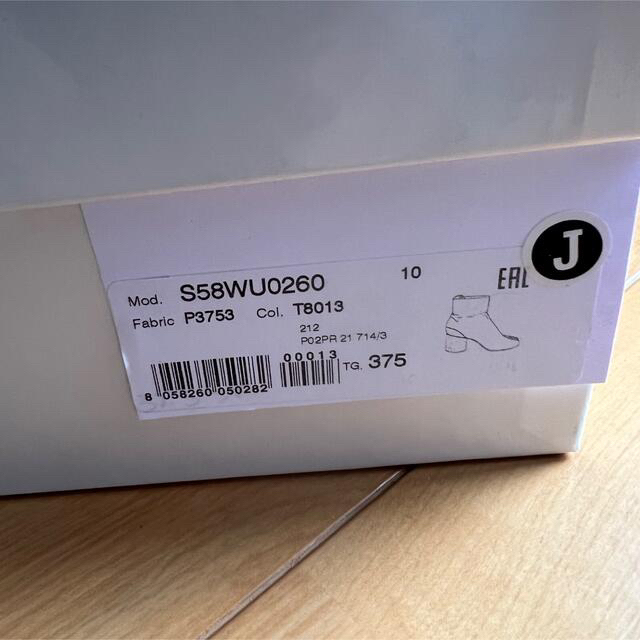 Mod. S58WU0260 10 EAC J
Fabric P3753 Col. T8013
212
P02PR 21 714/3
00013
8 058260 050282 TG. 375